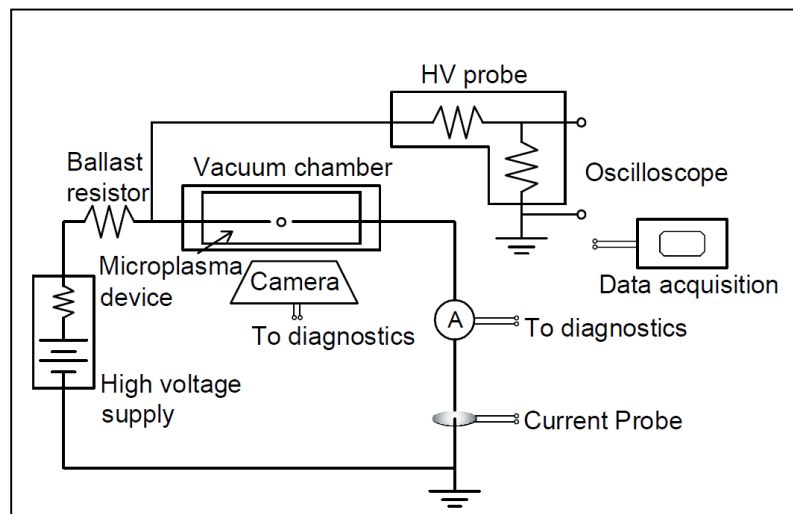 HV probe
Ballast
resistor
Vacuum chamber
Oscilloscope
Microplasma
device
Camera
To diagnostics
Data acquisition
A
To diagnostics
High voltage
supply
Current Probe